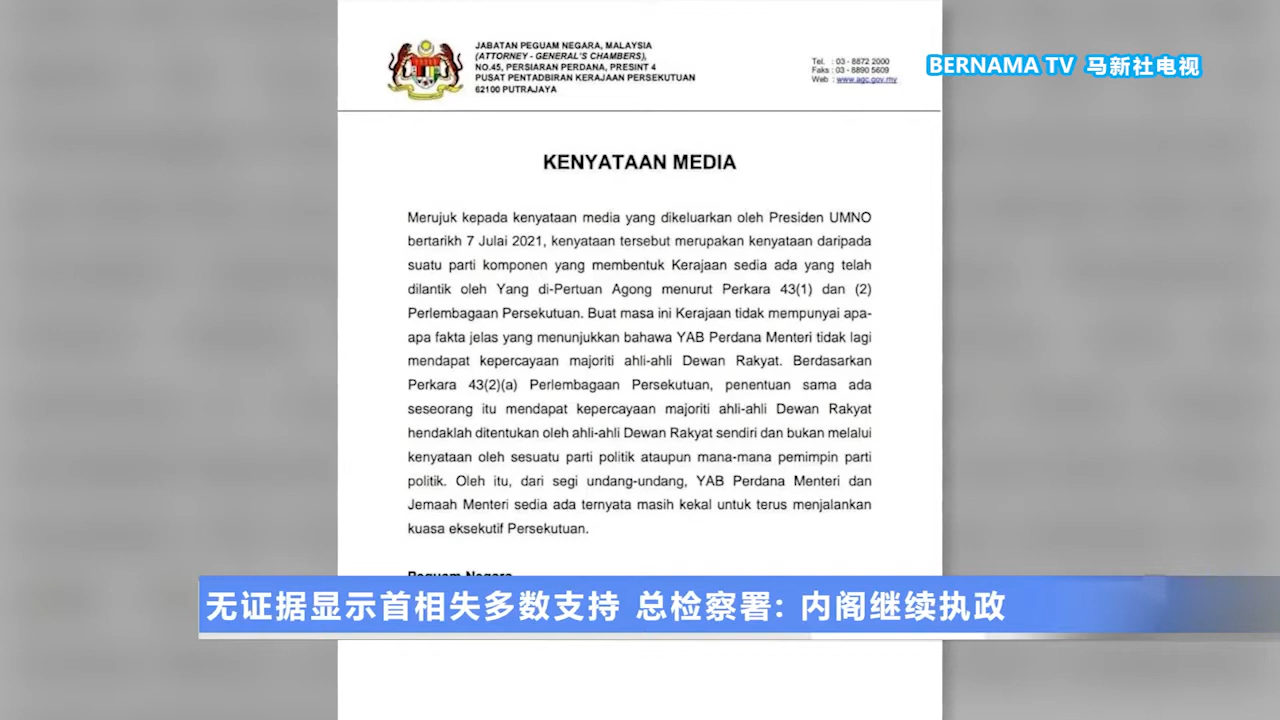 JABATAN PEGUAM NEGARA, MALAYSIA
(ATTORNEY - GENERAL'S CHAMBERS),
NO.45, PERSIARAN PERDANA, PRESINT 4
PUSAT PENTADBIRAN KERAJAAN PERSEKUTUAN
62100 PUTRAJAYA
Tel. : 03 - 8872 2000
Faks : 03 - 8890 5609
Web : www.agc.gov.my
BERNAMA TV 马新社电视
KENYATAAN MEDIA
Merujuk kepada kenyataan media yang dikeluarkan oleh Presiden UMNO
bertarikh 7 Julai 2021, kenyataan tersebut merupakan kenyataan daripada
suatu parti komponen yang membentuk Kerajaan sedia ada yang telah
dilantik oleh Yang di-Pertuan Agong menurut Perkara 43(1) dan (2)
Perlembagaan Persekutuan. Buat masa ini Kerajaan tidak mempunyai apa-
apa fakta jelas yang menunjukkan bahawa YAB Perdana Menteri tidak lagi
mendapat kepercayaan majoriti ahli-ahli Dewan Rakyat. Berdasarkan
Perkara 43(2)(a) Perlembagaan Persekutuan, penentuan sama ada
seseorang itu mendapat kepercayaan majoriti ahli-ahli Dewan Rakyat
hendaklah ditentukan oleh ahli-ahli Dewan Rakyat sendiri dan bukan melalui
kenyataan oleh sesuatu parti politik ataupun mana-mana pemimpin parti
politik. Oleh itu, dari segi undang-undang, YAB Perdana Menteri dan
Jemaah Menteri sedia ada ternyata masih kekal untuk terus menjalankan
kuasa eksekutif Persekutuan.
Peguam Negara
无证据显示首相失多数支持 总检察署: 内阁继续执政